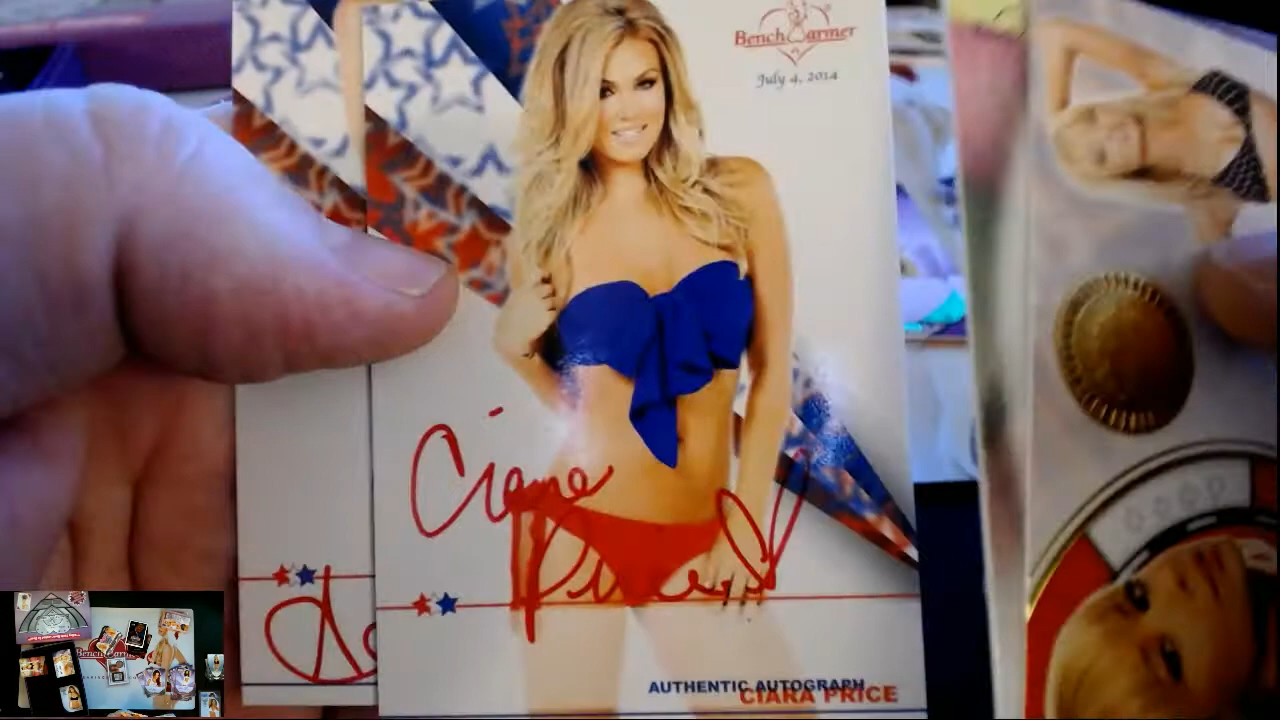 BenchWarmer
July 4, 2014
Ciara
Price
AUTHENTIC AUTOGRAPH
CIARA PRICE